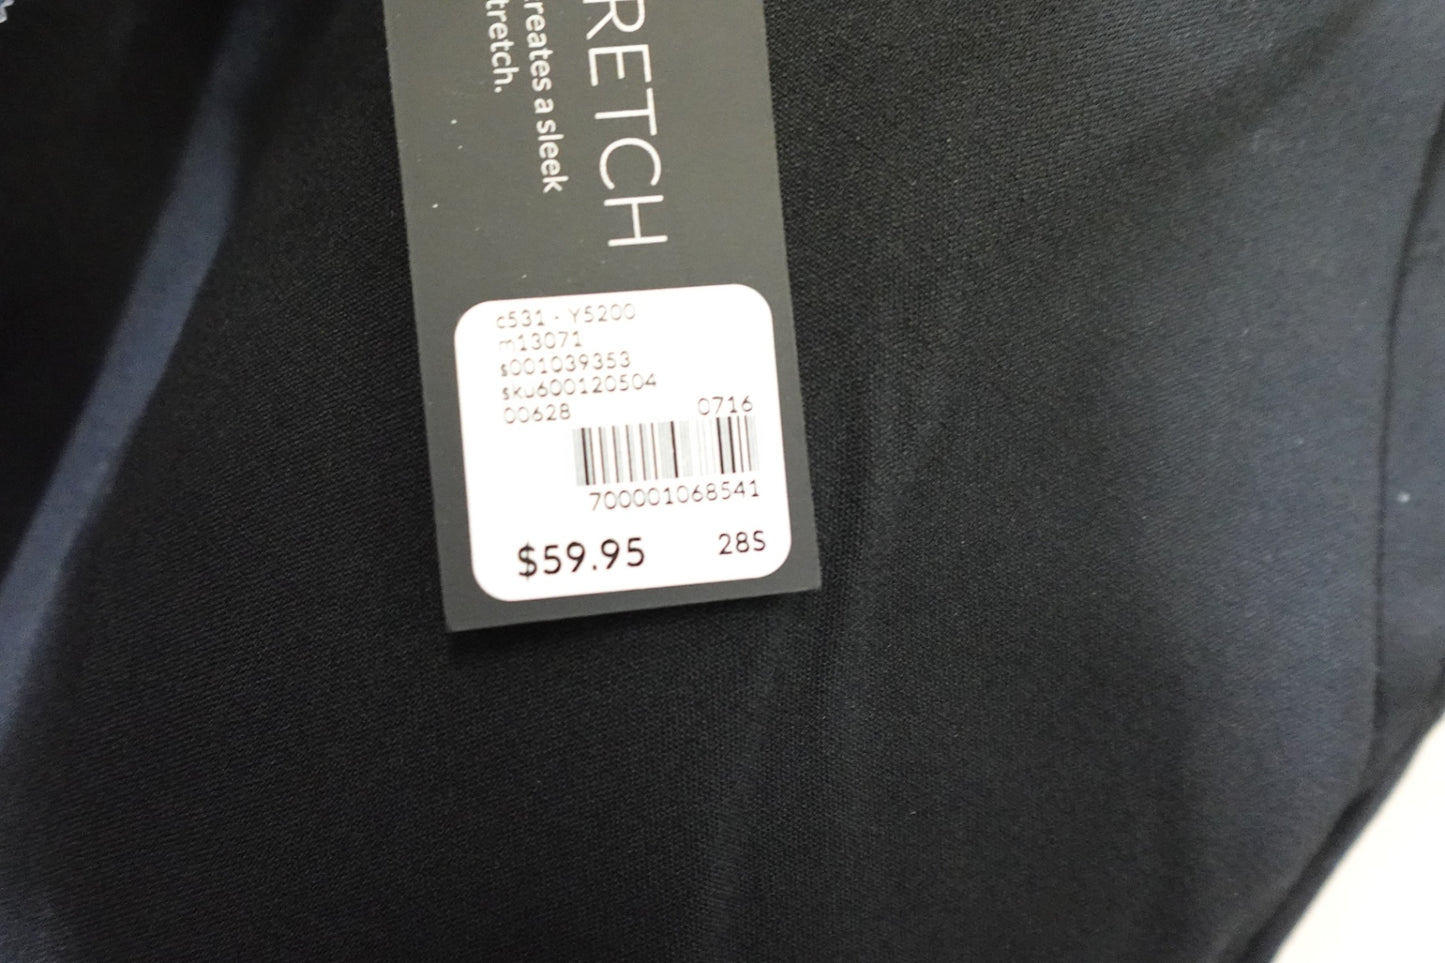 RETCH
reates a sleek
tretch.
c531 - Y5200
m13071
s001039353
sku600120504
00628 0716
700001068541
$59.95 28S